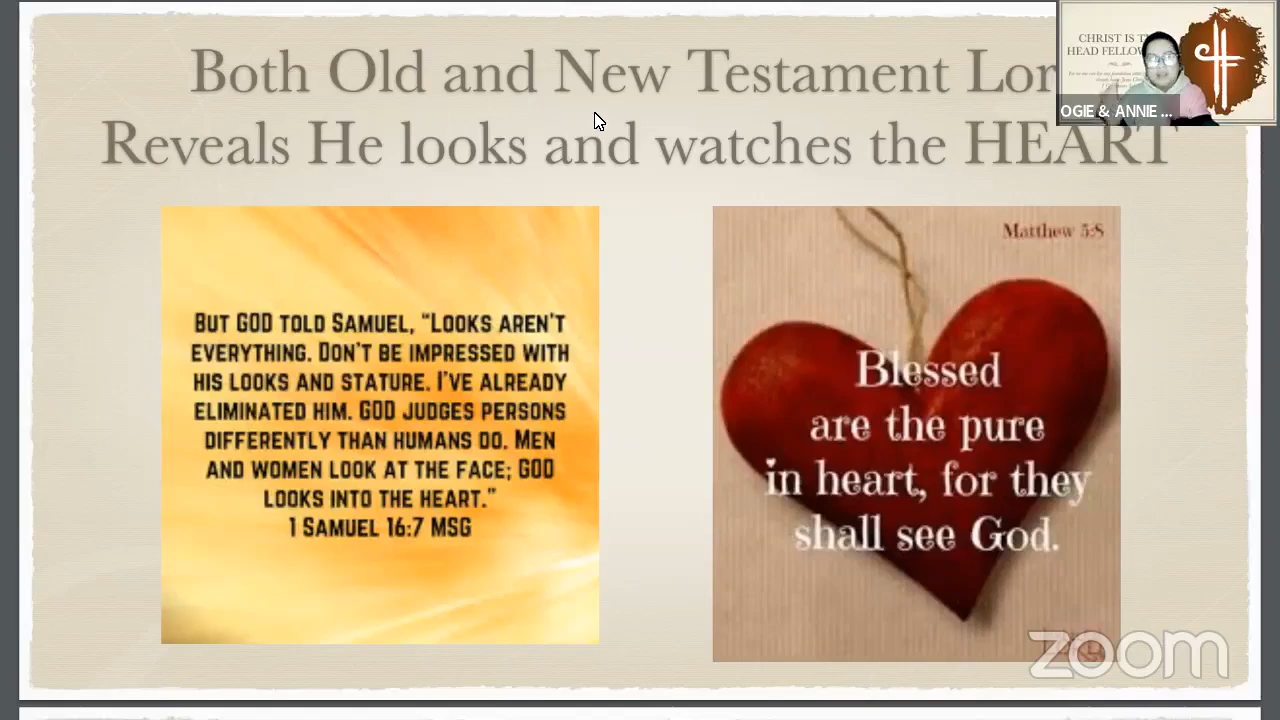 Both Old and New Testament Lor
Reveals He looks and watches the HEART
CHRIST IS T
HEAD FELLOW
OGIE & ANNIE ...
But GOD told Samuel, “Looks aren’t
everything. Don’t be impressed with
his looks and stature. I’ve already
eliminated him. GOD judges persons
differently than humans do. Men
and women look at the face; GOD
looks into the heart.”
1 Samuel 16:7 MSG
Matthew 5:8
Blessed
are the pure
in heart, for they
shall see God.
zoom